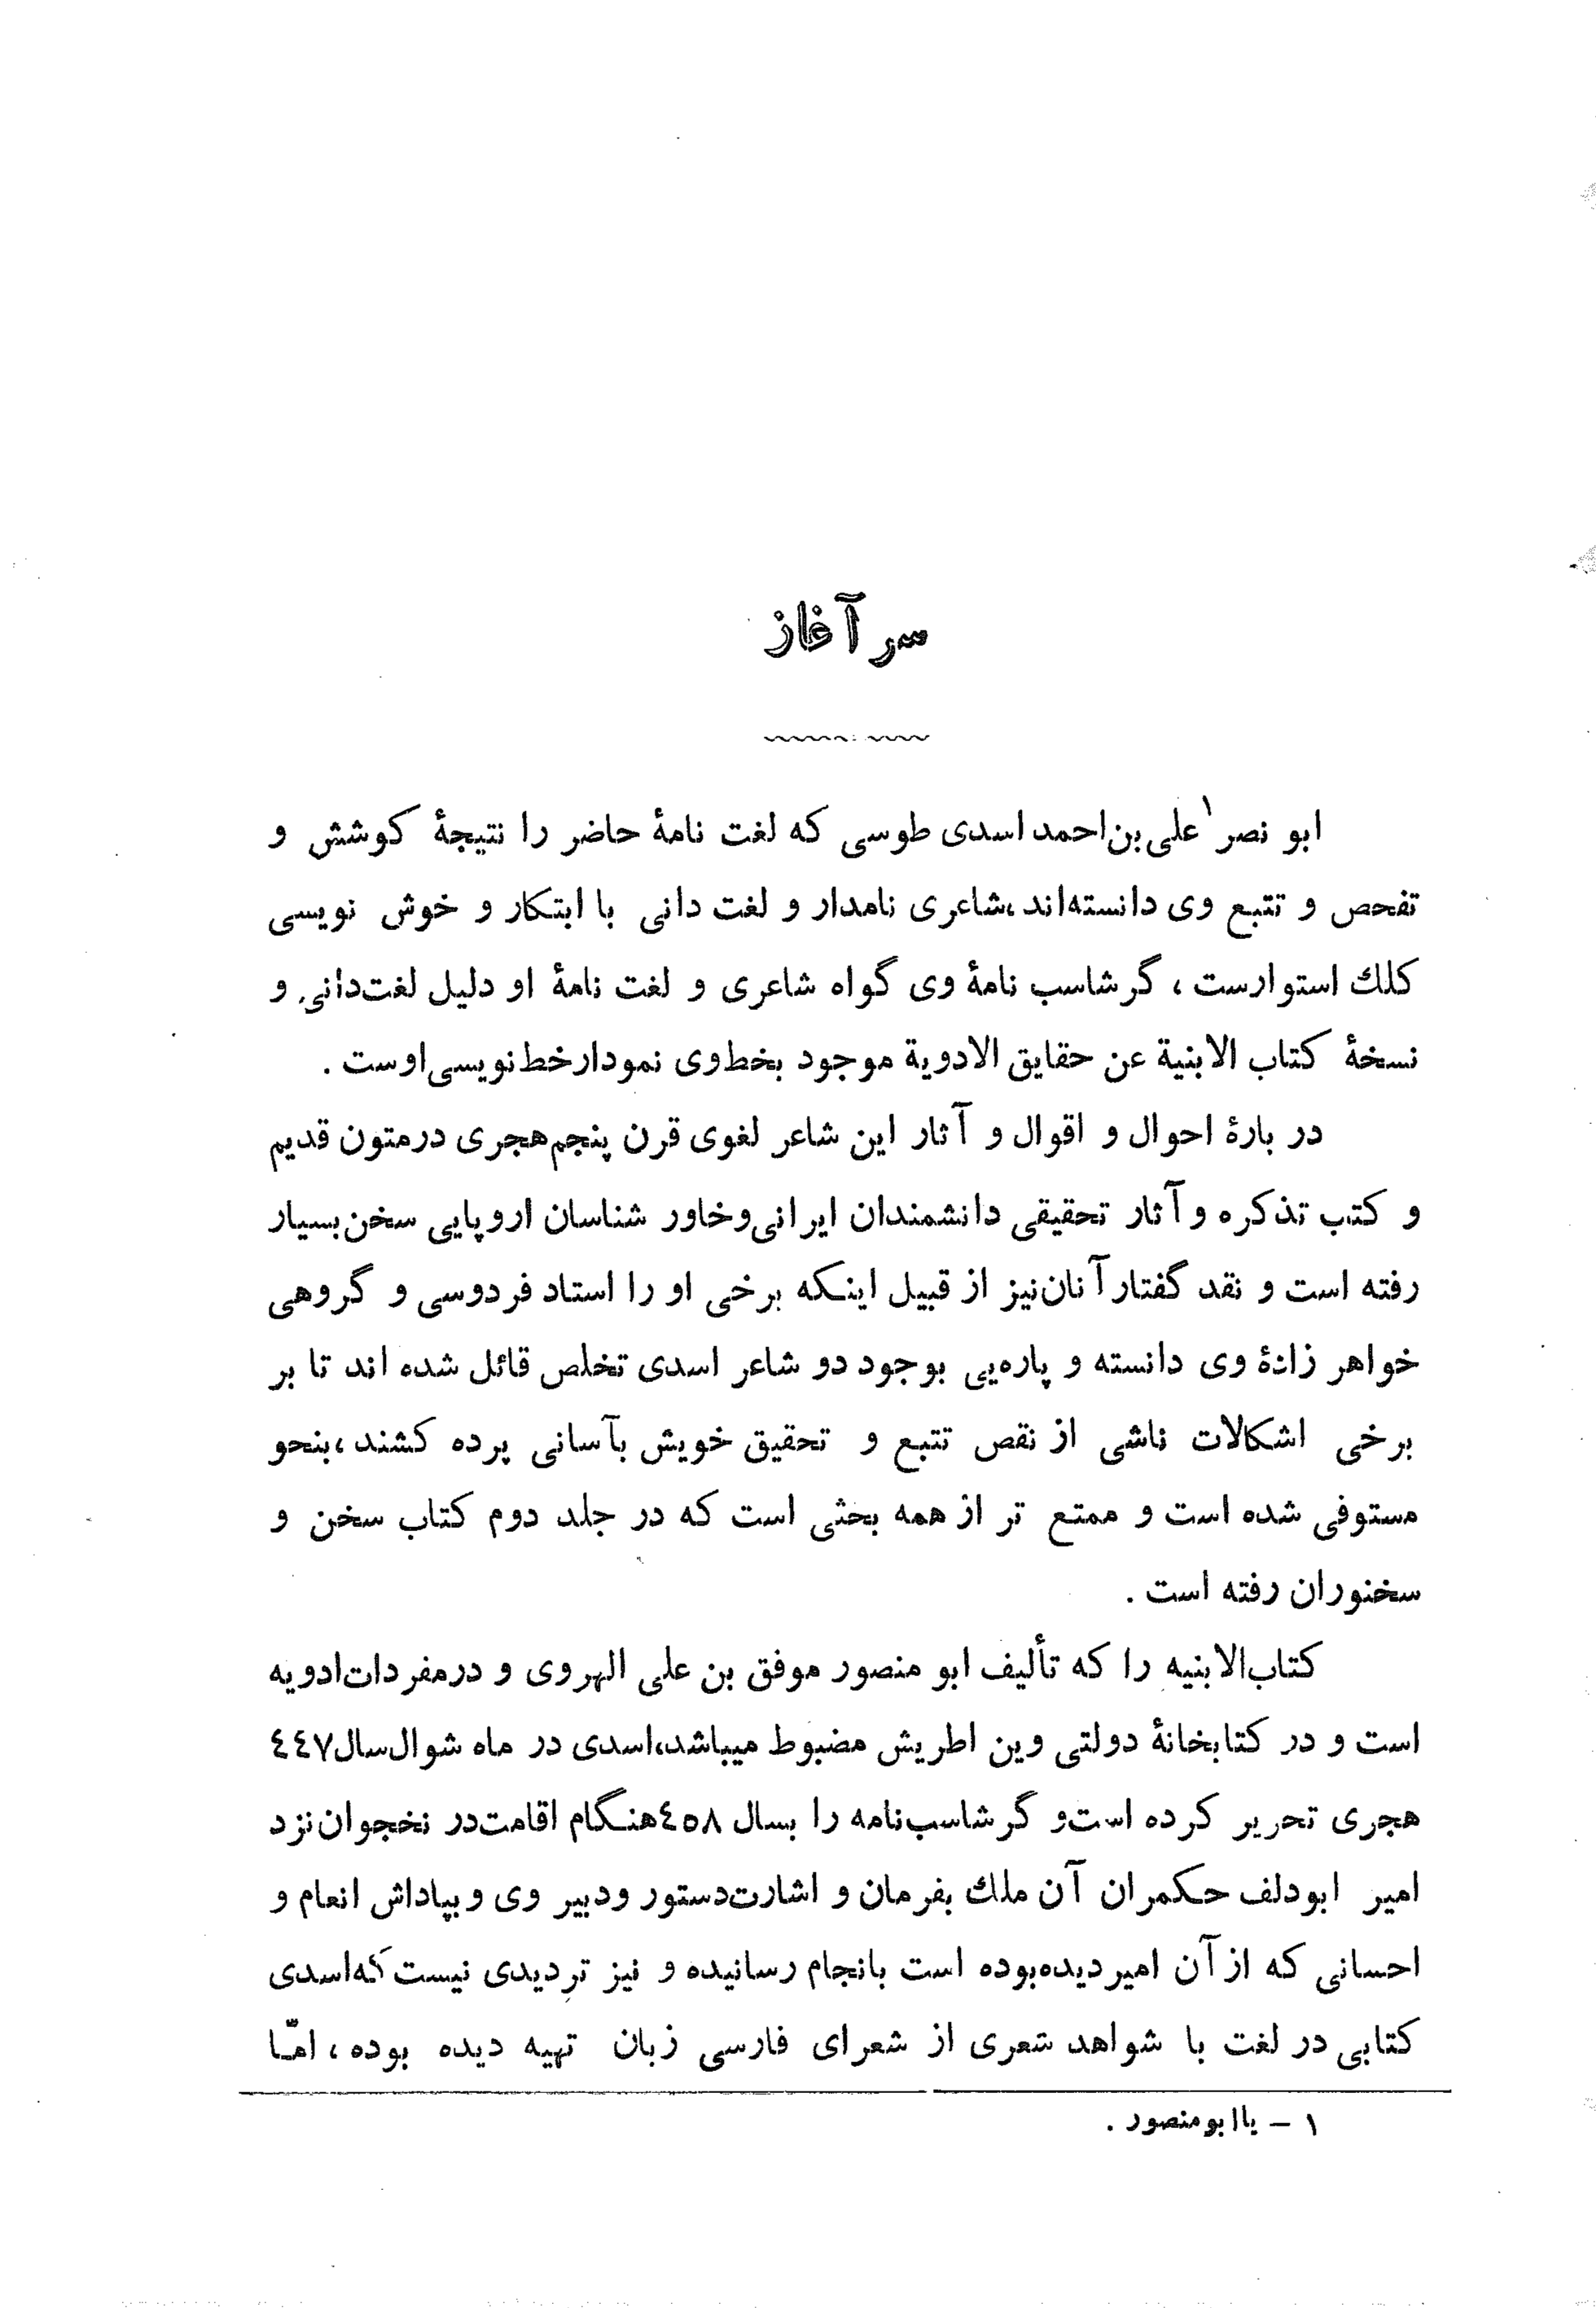 سر آغاز
ابو نصر۱ علی‌بن‌احمد اسدی طوسی که لغت نامهٔ حاضر را نتیجهٔ کوشش و
تفحص و تتبع وی دانسته‌اند ،شاعری نامدار و لغت دانی با ابتکار و خوش نویسی
کلك استوارست ، گرشاسب نامهٔ وی گواه شاعری و لغت نامهٔ او دلیل لغت‌دانی و
نسخهٔ کتاب الابنیة عن حقایق الادویة موجود بخط‌وی نمودار خط‌نویسی اوست .
در بارهٔ احوال و اقوال و آثار این شاعر لغوی قرن پنجم‌هجری درمتون قدیم
و کتب تذکره و آثار تحقیقی دانشمندان ایرانی‌وخاور شناسان اروپایی سخن‌بسیار
رفته است و نقد گفتار آنان‌نیز از قبیل اینکه برخی او را استاد فردوسی و گروهی
خواهر زادهٔ وی دانسته و پاره‌یی بوجود دو شاعر اسدی تخلص قائل شده اند تا بر
برخی اشکالات ناشی از نقص تتبع و تحقیق خویش بآسانی پرده کشند ،بنحو
مستوفی شده است و ممتع تر از همه بحثی است که در جلد دوم کتاب سخن و
سخنوران رفته است .
کتاب‌الابنیه را که تألیف ابو منصور موفق بن علی الهروی و درمفردات‌ادویه
است و در کتابخانهٔ دولتی وین اطریش مضبوط میباشد،اسدی در ماه شوال‌سال٤٤٧
هجری تحریر کرده است‌و گرشاسب‌نامه را بسال ٤٥٨هنگام اقامت‌در نخجوان‌نزد
امیر ابودلف حکمران آن ملك بفرمان و اشارت‌دستور ودبیر وی و بپاداش انعام و
احسانی که از آن امیر دیده‌بوده است بانجام رسانیده و نیز تردیدی نیست که‌اسدی
کتابی در لغت با شواهد شعری از شعرای فارسی زبان تهیه دیده بوده ، امّا
۱ - یا ابومنصور .